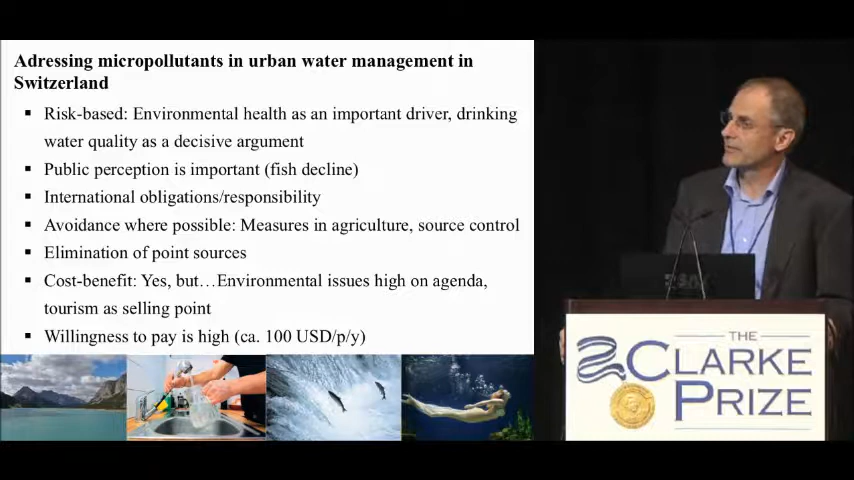 Adressing micropollutants in urban water management in
Switzerland
▪ Risk-based: Environmental health as an important driver, drinking
water quality as a decisive argument
▪ Public perception is important (fish decline)
▪ International obligations/responsibility
▪ Avoidance where possible: Measures in agriculture, source control
▪ Elimination of point sources
▪ Cost-benefit: Yes, but…Environmental issues high on agenda,
tourism as selling point
▪ Willingness to pay is high (ca. 100 USD/p/y)
THE
CLARKE
PRIZE